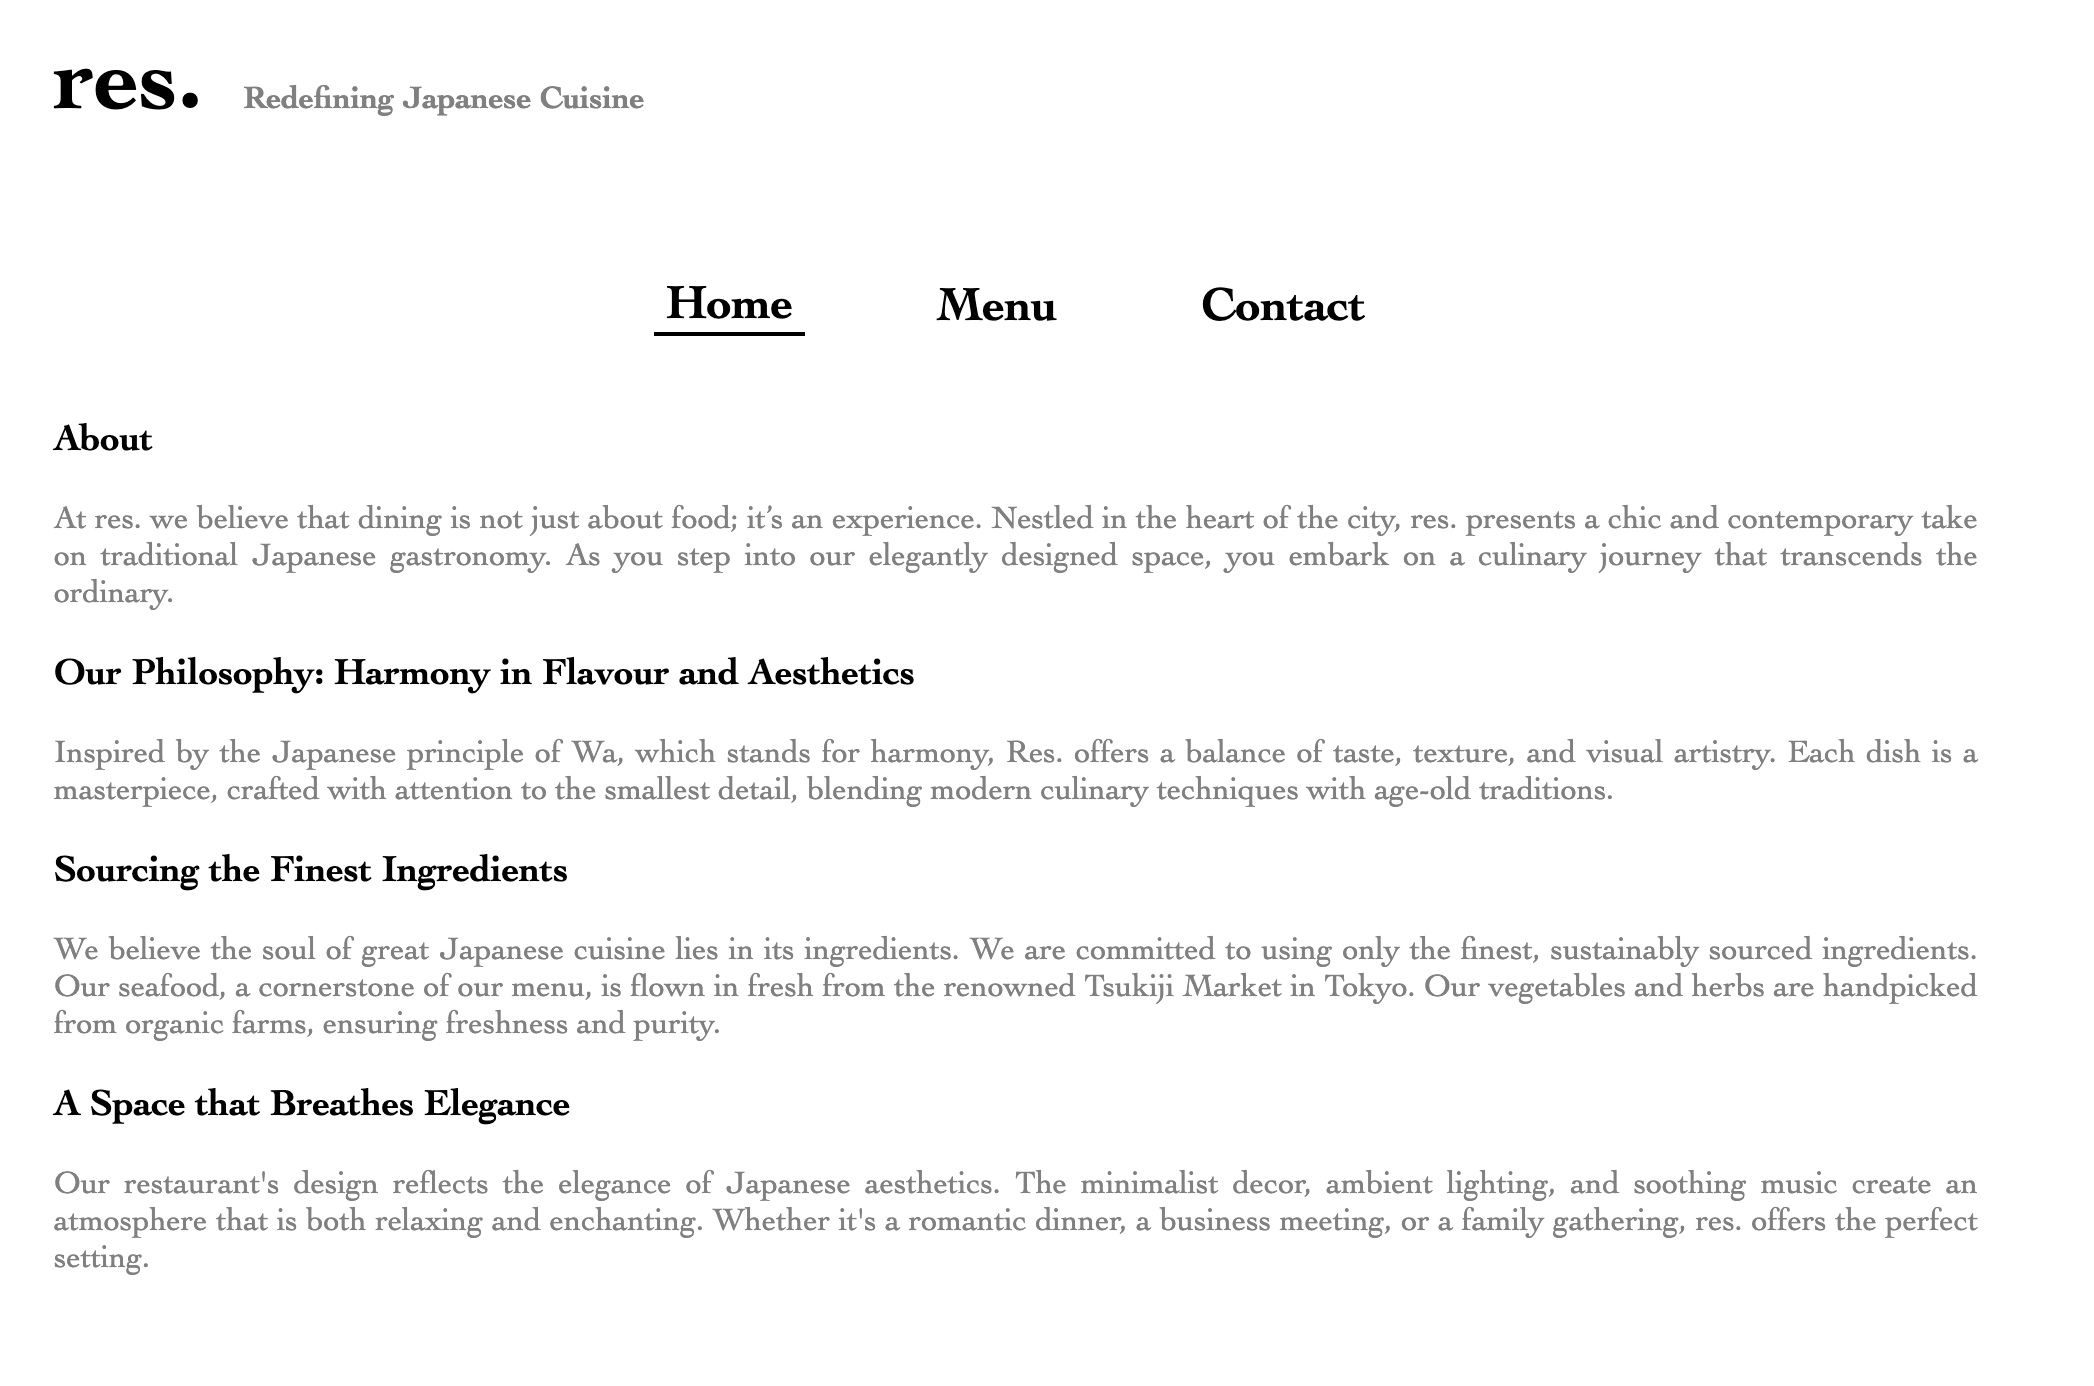 res. Redefining Japanese Cuisine
Home Menu Contact
About
At res. we believe that dining is not just about food; it’s an experience. Nestled in the heart of the city, res. presents a chic and contemporary take
on traditional Japanese gastronomy. As you step into our elegantly designed space, you embark on a culinary journey that transcends the
ordinary.
Our Philosophy: Harmony in Flavour and Aesthetics
Inspired by the Japanese principle of Wa, which stands for harmony, Res. offers a balance of taste, texture, and visual artistry. Each dish is a
masterpiece, crafted with attention to the smallest detail, blending modern culinary techniques with age-old traditions.
Sourcing the Finest Ingredients
We believe the soul of great Japanese cuisine lies in its ingredients. We are committed to using only the finest, sustainably sourced ingredients.
Our seafood, a cornerstone of our menu, is flown in fresh from the renowned Tsukiji Market in Tokyo. Our vegetables and herbs are handpicked
from organic farms, ensuring freshness and purity.
A Space that Breathes Elegance
Our restaurant's design reflects the elegance of Japanese aesthetics. The minimalist decor, ambient lighting, and soothing music create an
atmosphere that is both relaxing and enchanting. Whether it's a romantic dinner, a business meeting, or a family gathering, res. offers the perfect
setting.